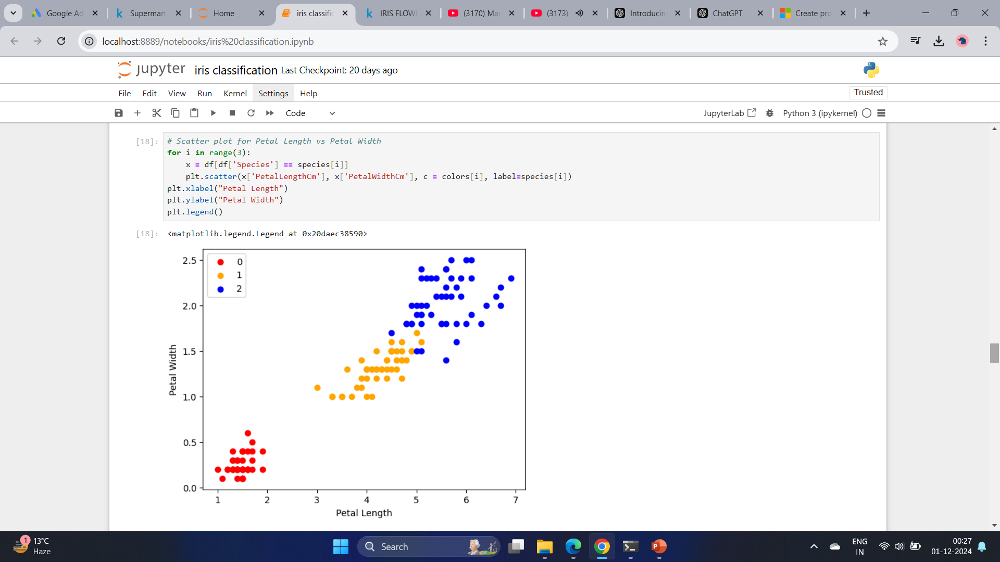 Google Ad
Supermart
Home
iris classific
IRIS FLOW
(3170) Mar
(3173)
Introducin
ChatGPT
Create pro
localhost:8889/notebooks/iris%20classification.ipynb
jupyter iris classification Last Checkpoint: 20 days ago
File Edit View Run Kernel Settings Help
Trusted
Code
JupyterLab
Python 3 (ipykernel)
[18]: # Scatter plot for Petal Length vs Petal Width
for i in range(3):
    x = df[df['Species'] == species[i]]
    plt.scatter(x['PetalLengthCm'], x['PetalWidthCm'], c = colors[i], label=species[i])
plt.xlabel("Petal Length")
plt.ylabel("Petal Width")
plt.legend()
[18]: <matplotlib.legend.Legend at 0x20daec38590>
0
1
2
2.5
2.0
1.5
1.0
0.5
0.0
Petal Width
1 2 3 4 5 6 7
Petal Length
1
13°C
Haze
Search
P
ENG
IN
00:27
01-12-2024